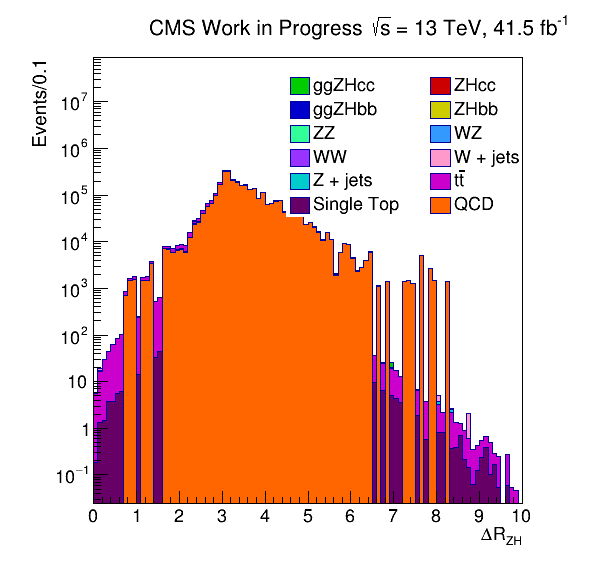 CMS Work in Progress √s = 13 TeV, 41.5 fb⁻¹
Events/0.1
10⁷
10⁶
10⁵
10⁴
10³
10²
10
1
10⁻¹
ggZHcc ZHcc
ggZHbb ZHbb
ZZ WZ
WW W + jets
Z + jets tt̄
Single Top QCD
0 1 2 3 4 5 6 7 8 9 10
ΔR_ZH